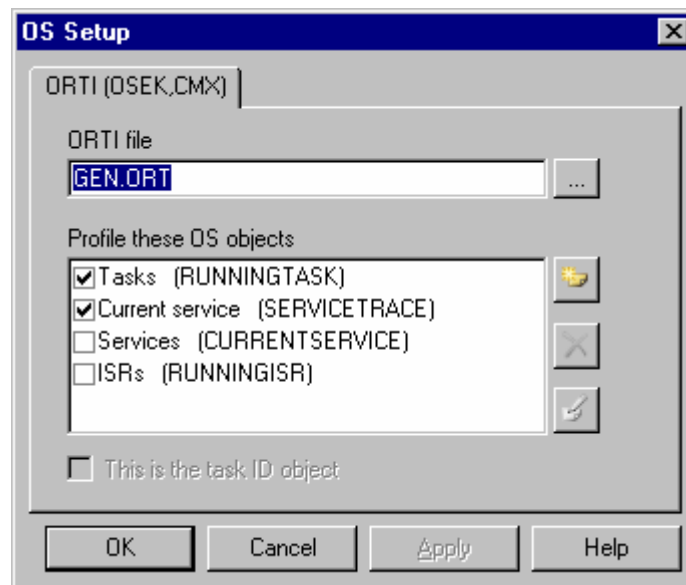 OS Setup
ORTI (OSEK,CMX)
ORTI file
GEN.ORT
...
Profile these OS objects
Tasks (RUNNINGTASK)
Current service (SERVICETRACE)
Services (CURRENTSERVICE)
ISRs (RUNNINGISR)
This is the task ID object
OK Cancel Apply Help